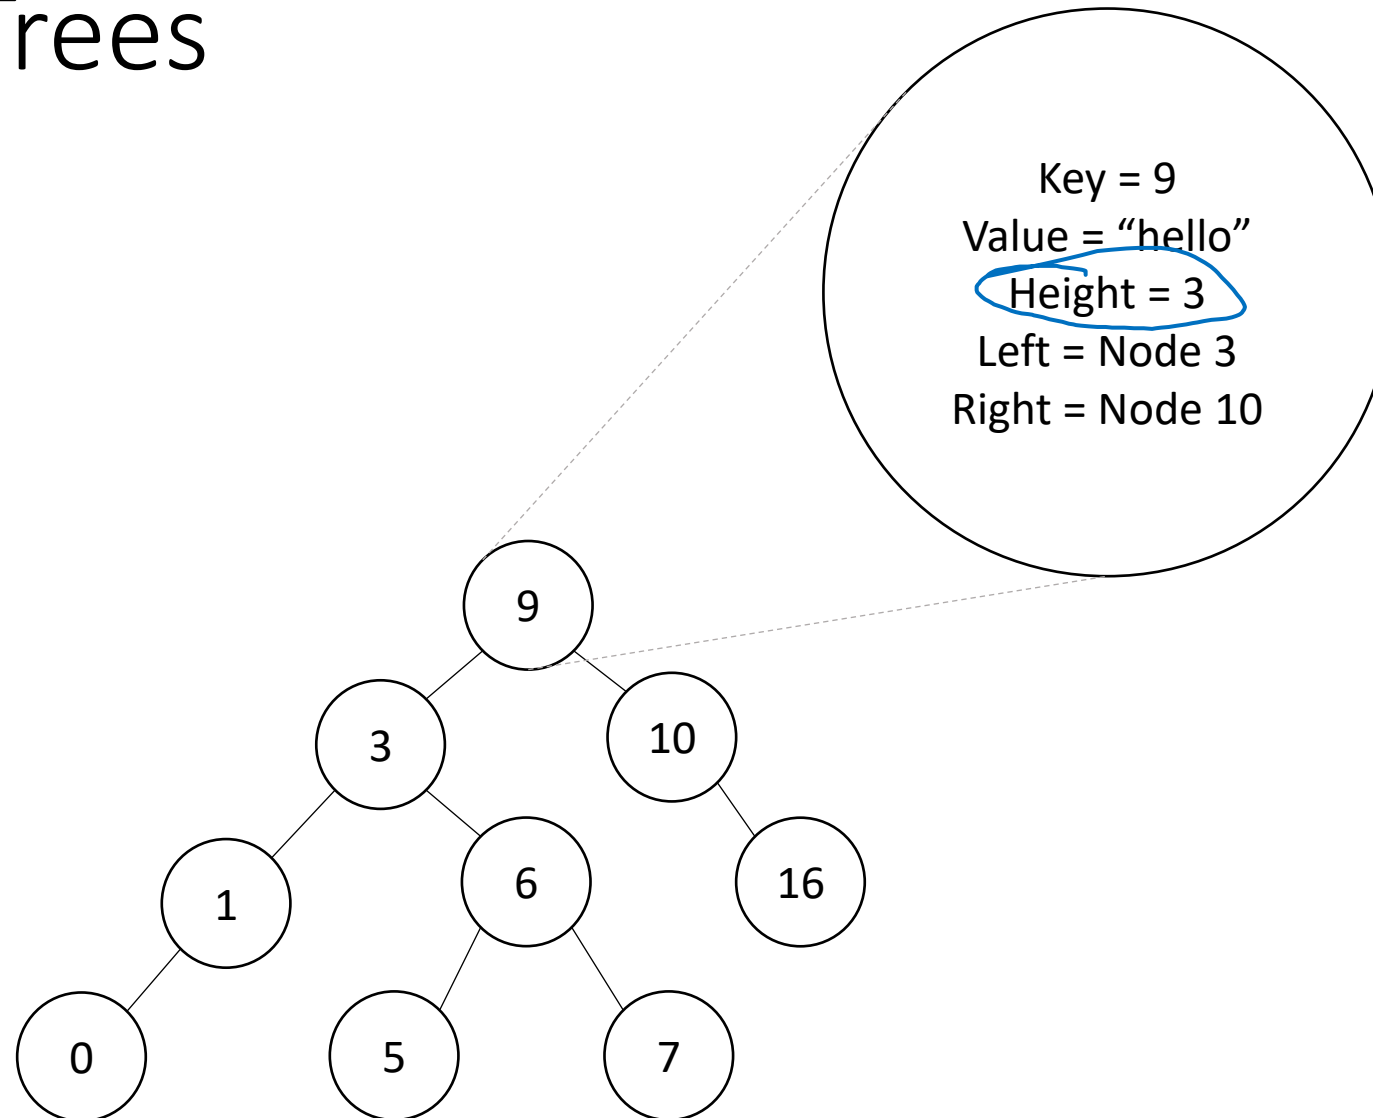 Trees
Key = 9
Value = “hello”
Height = 3
Left = Node 3
Right = Node 10
9
3
10
1
6
16
0
5
7